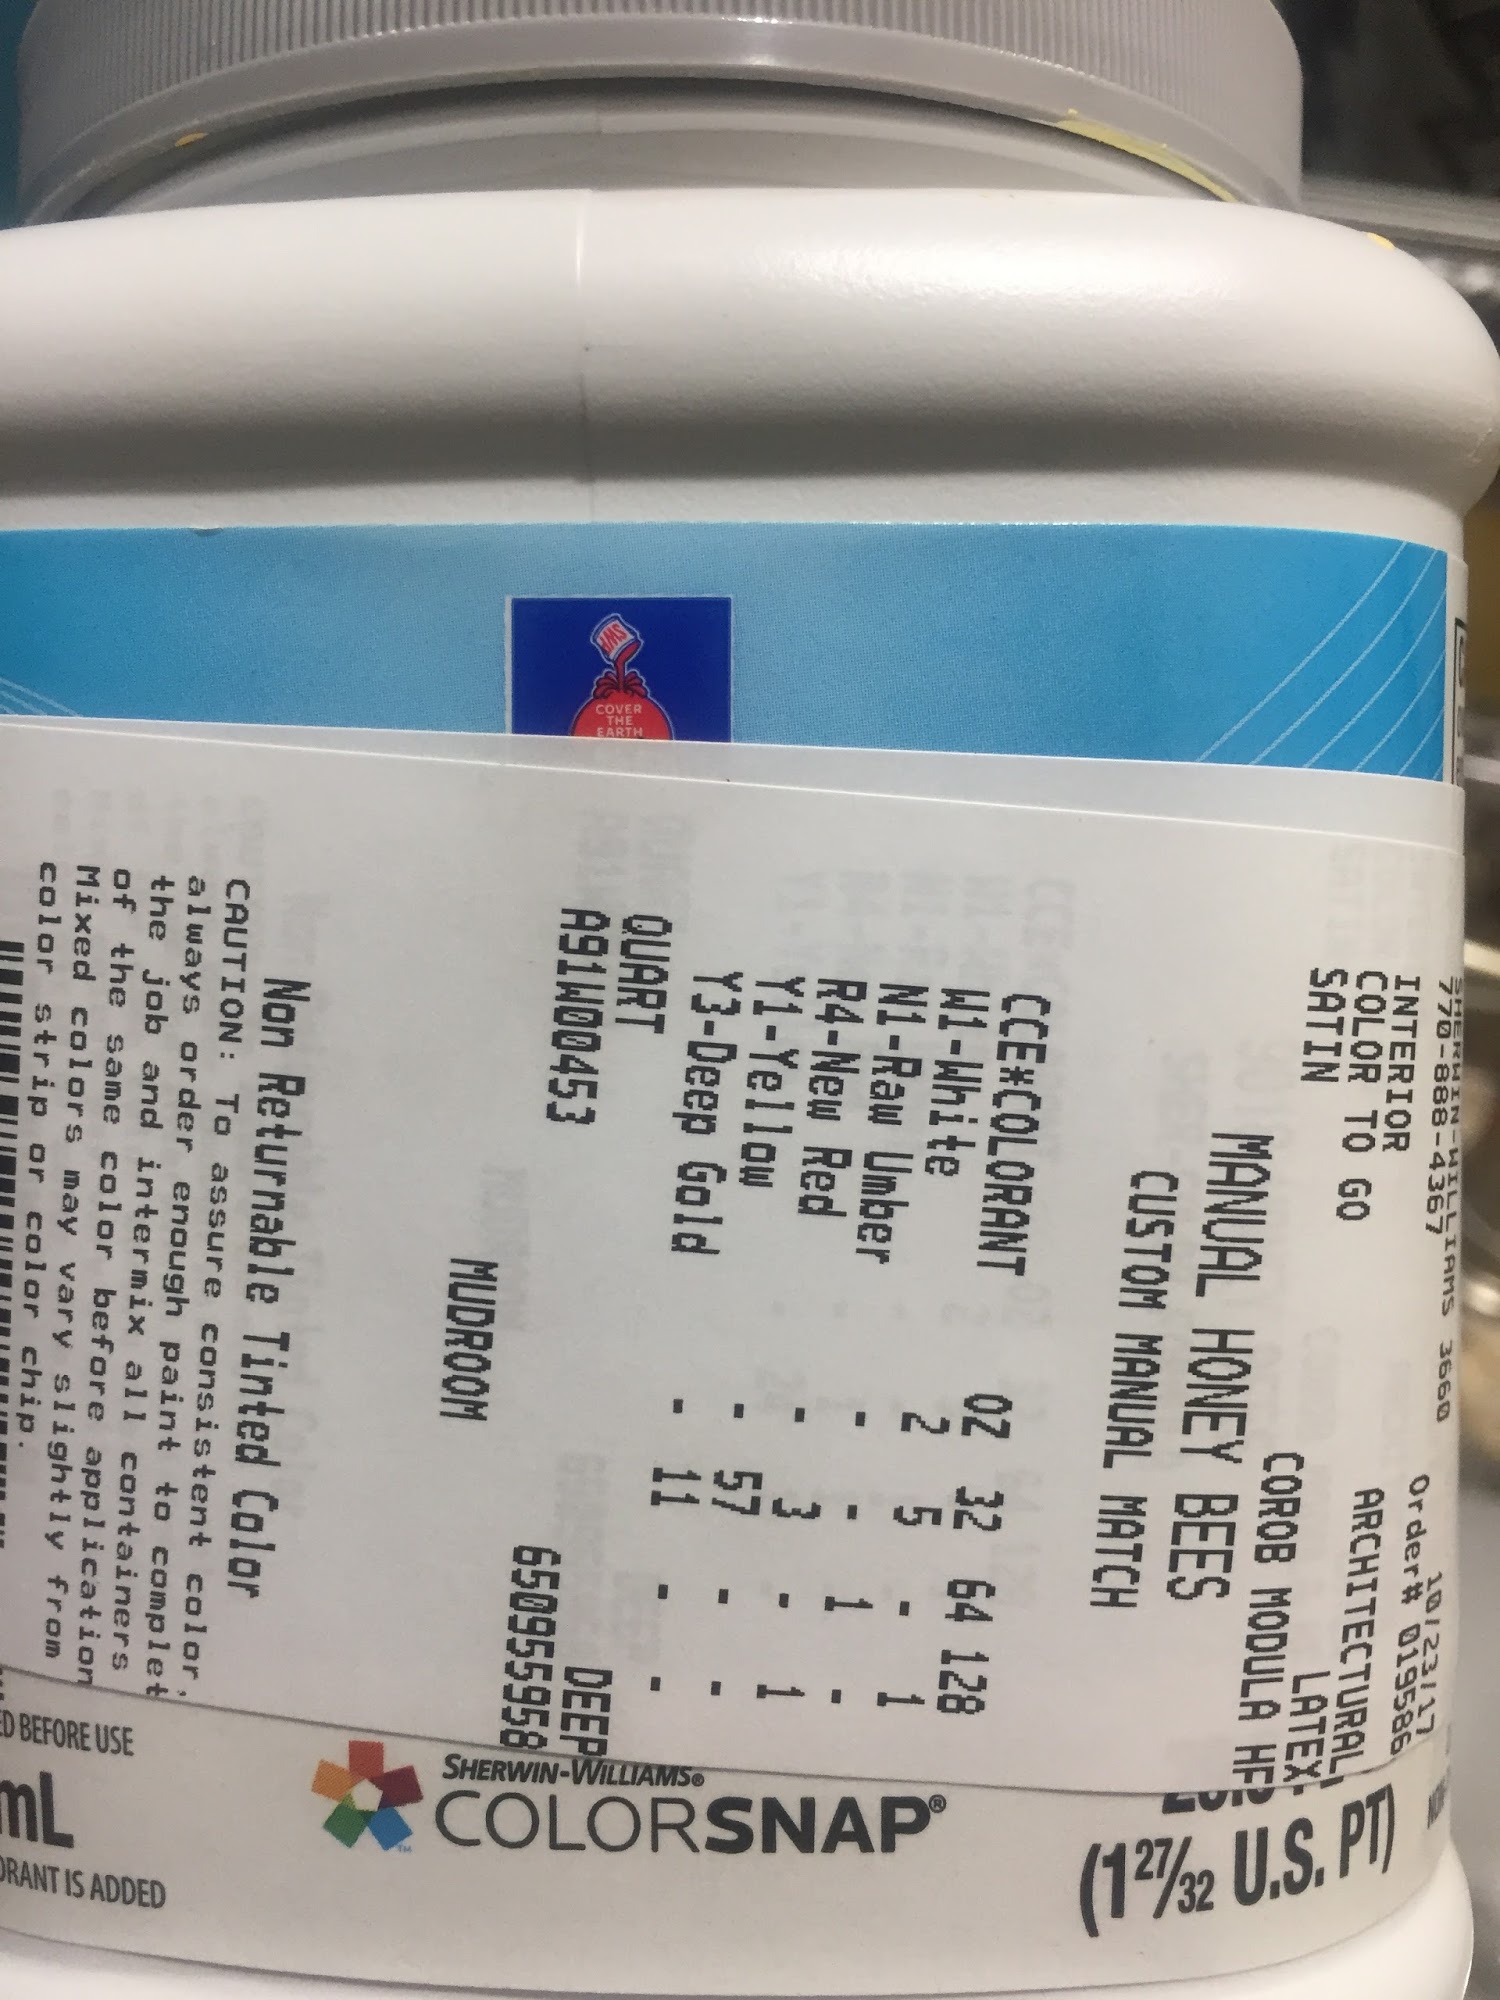 SWP
COVER
THE
EARTH
SHERWIN-WILLIAMS 3660 10/23/17
770-888-4367 Order# 019586
INTERIOR ARCHITECTURAL
COLOR TO GO LATEX
SATIN
COROB MODULA HF
MANUAL HONEY BEES
CUSTOM MANUAL MATCH
CCE*COLORANT OZ 32 64 128
W1-White 2 5 - 1
N1-Raw Umber - - 1 -
R4-New Red - 3 - 1
Y1-Yellow - 57 - -
Y3-Deep Gold - 11 - -
QUART DEEP
A91W00453 650955958
MUDROOM
Non Returnable Tinted Color
CAUTION: To assure consistent color,
always order enough paint to complet
the job and intermix all containers
of the same color before application
Mixed colors may vary slightly from
color strip or color chip.
ED BEFORE USE
mL
ORANT IS ADDED
SHERWIN-WILLIAMS®
COLORSNAP®
(1 27/32 U.S. PT)